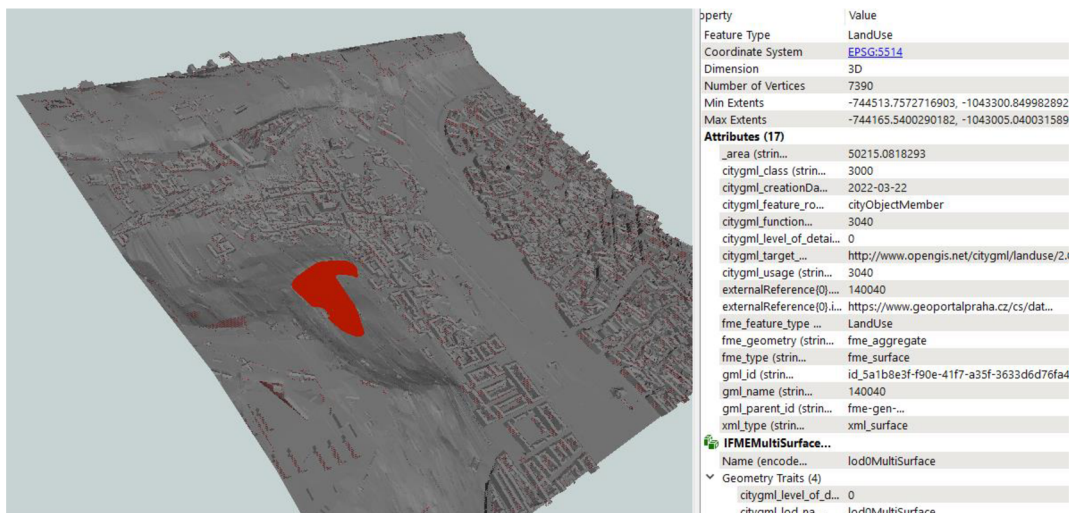 operty Value
Feature Type LandUse
Coordinate System EPSG:5514
Dimension 3D
Number of Vertices 7390
Min Extents -744513.7572716903, -1043300.849982892
Max Extents -744165.5400290182, -1043005.040031589
Attributes (17)
_area (strin... 50215.0818293
citygml_class (strin... 3000
citygml_creationDa... 2022-03-22
citygml_feature_ro... cityObjectMember
citygml_function... 3040
citygml_level_of_detai... 0
citygml_target_... http://www.opengis.net/citygml/landuse/2.0
citygml_usage (strin... 3040
externalReference{0}.... 140040
externalReference{0}.i... https://www.geoportalpraha.cz/cs/dat...
fme_feature_type ... LandUse
fme_geometry (strin... fme_aggregate
fme_type (strin... fme_surface
gml_id (strin... id_5a1b8e3f-f90e-41f7-a35f-3633d6d76fa4
gml_name (strin... 140040
gml_parent_id (strin... fme-gen-...
xml_type (strin... xml_surface
IFMEMultiSurface...
Name (encode... lod0MultiSurface
Geometry Traits (4)
citygml_level_of_d... 0
citygml_lod_na... lod0MultiSurface